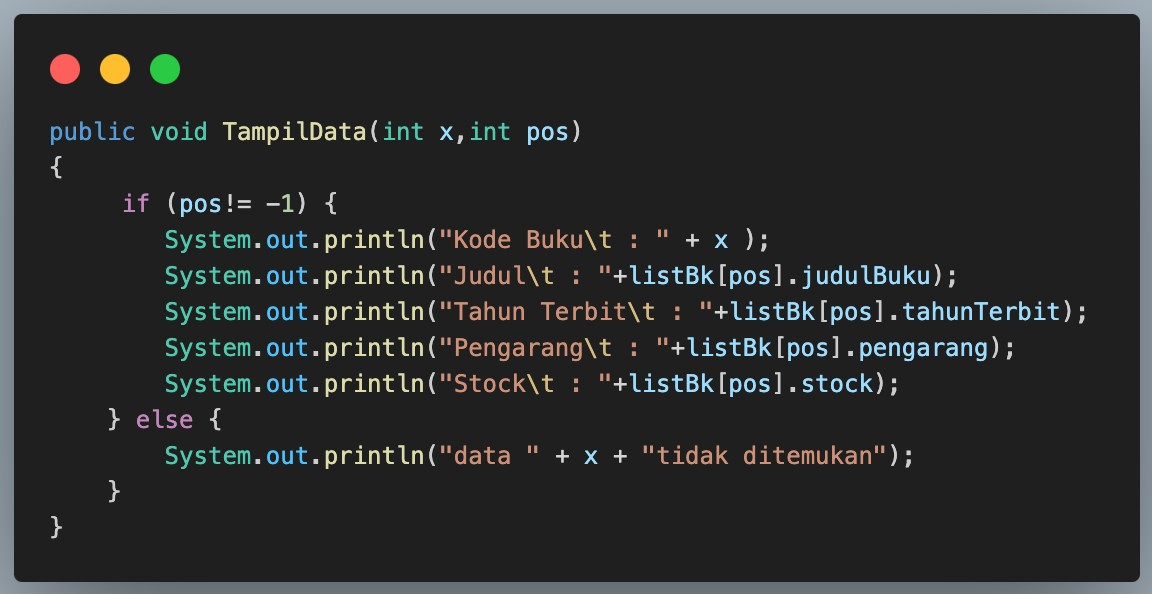 public void TampilData(int x,int pos)
{
     if (pos!= -1) {
        System.out.println("Kode Buku\t : " + x );
        System.out.println("Judul\t : "+listBk[pos].judulBuku);
        System.out.println("Tahun Terbit\t : "+listBk[pos].tahunTerbit);
        System.out.println("Pengarang\t : "+listBk[pos].pengarang);
        System.out.println("Stock\t : "+listBk[pos].stock);
    } else {
        System.out.println("data " + x + "tidak ditemukan");
    }
}